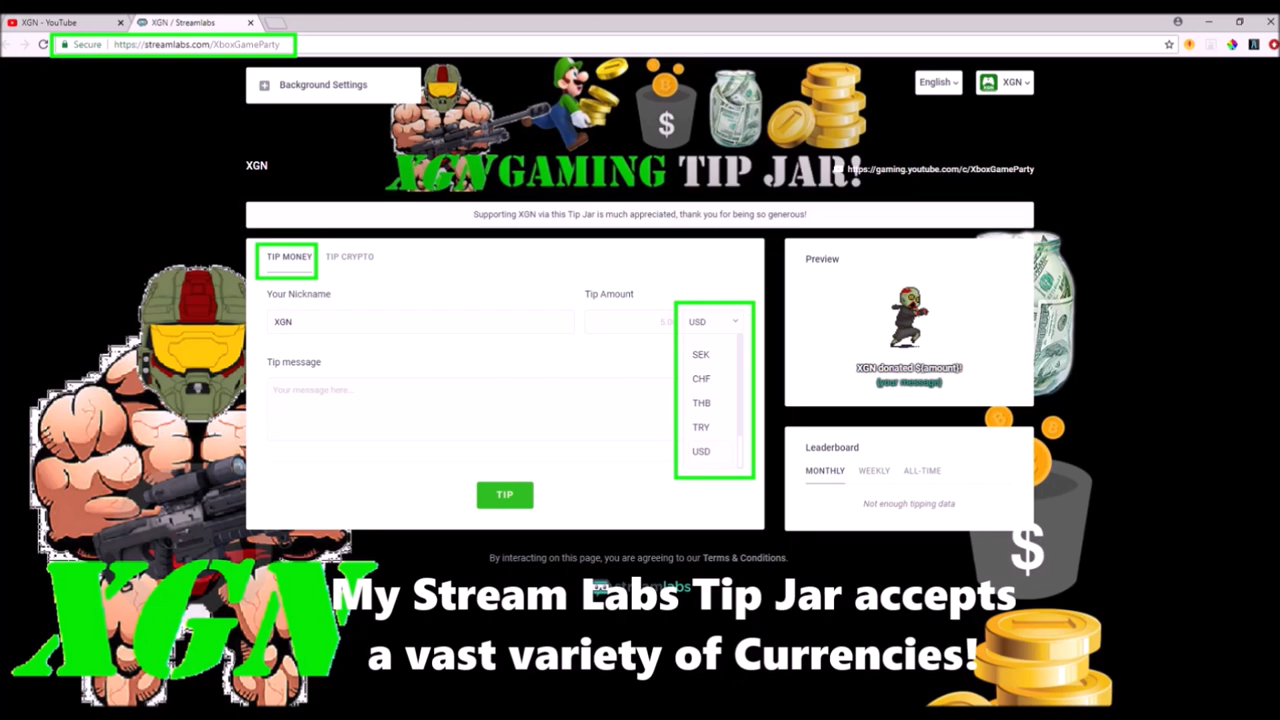 XGN - YouTube
XGN / Streamlabs
Secure
https://streamlabs.com/XboxGameParty
Background Settings
English
XGN
$
XGN
XGN GAMING TIP JAR!
https://gaming.youtube.com/c/XboxGameParty
Supporting XGN via this Tip Jar is much appreciated, thank you for being so generous!
TIP MONEY
TIP CRYPTO
Your Nickname
Tip Amount
XGN
USD
SEK
CHF
THB
TRY
USD
Tip message
Your message here...
TIP
Preview
XGN donated ${amount}!
{your message}
Leaderboard
MONTHLY
WEEKLY
ALL-TIME
Not enough tipping data
By interacting on this page, you are agreeing to our Terms & Conditions.
$
XGN
My Stream Labs Tip Jar accepts
a vast variety of Currencies!